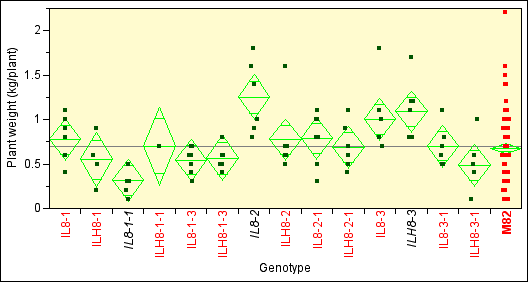 Plant weight (kg/plant)
2
1.5
1
0.5
0
IL8-1
ILH8-1
IL8-1-1
ILH8-1-1
IL8-1-3
ILH8-1-3
IL8-2
ILH8-2
IL8-2-1
ILH8-2-1
IL8-3
ILH8-3
IL8-3-1
ILH8-3-1
M82
Genotype